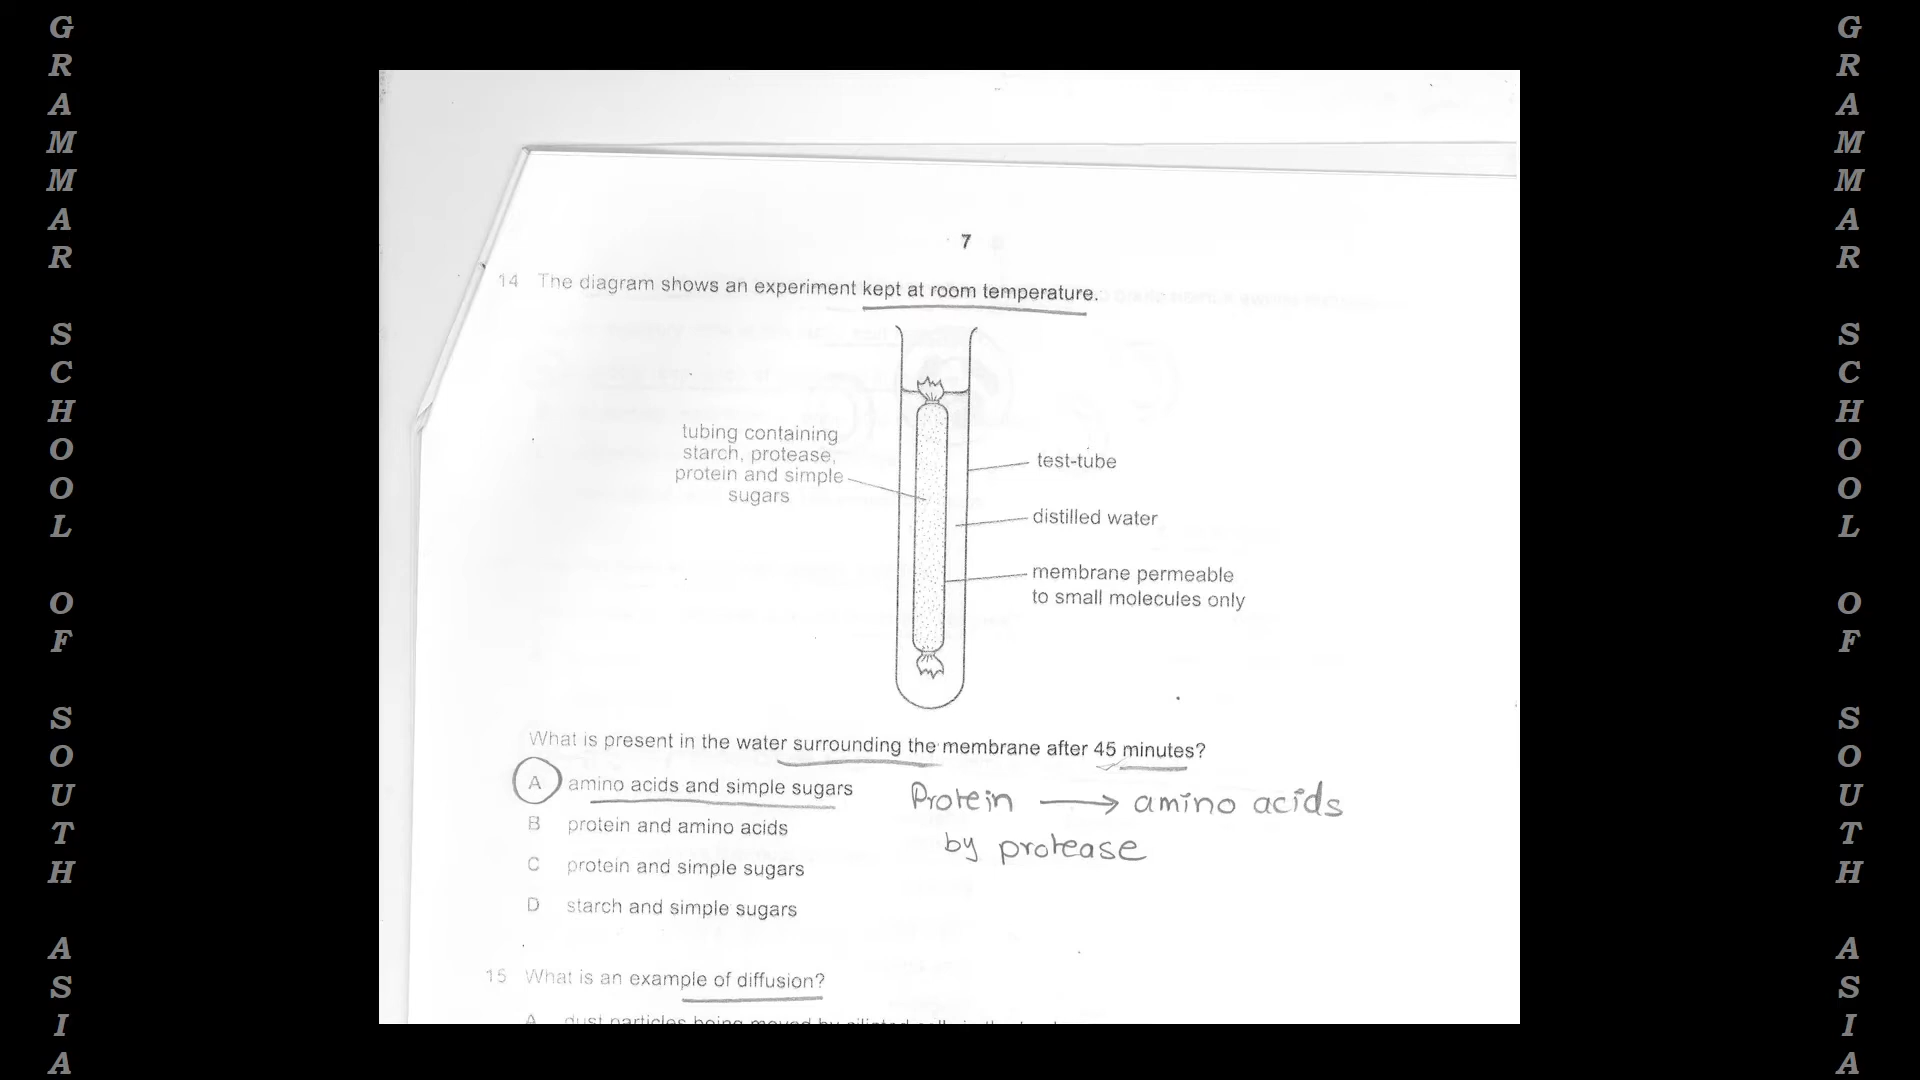 GRAMMAR SCHOOL OF SOUTH ASIA
7
14 The diagram shows an experiment kept at room temperature.
tubing containing
starch, protease,
protein and simple
sugars
test-tube
distilled water
membrane permeable
to small molecules only
What is present in the water surrounding the membrane after 45 minutes?
A amino acids and simple sugars
Protein → amino acids
by protease
B protein and amino acids
C protein and simple sugars
D starch and simple sugars
15 What is an example of diffusion?
GRAMMAR SCHOOL OF SOUTH ASIA